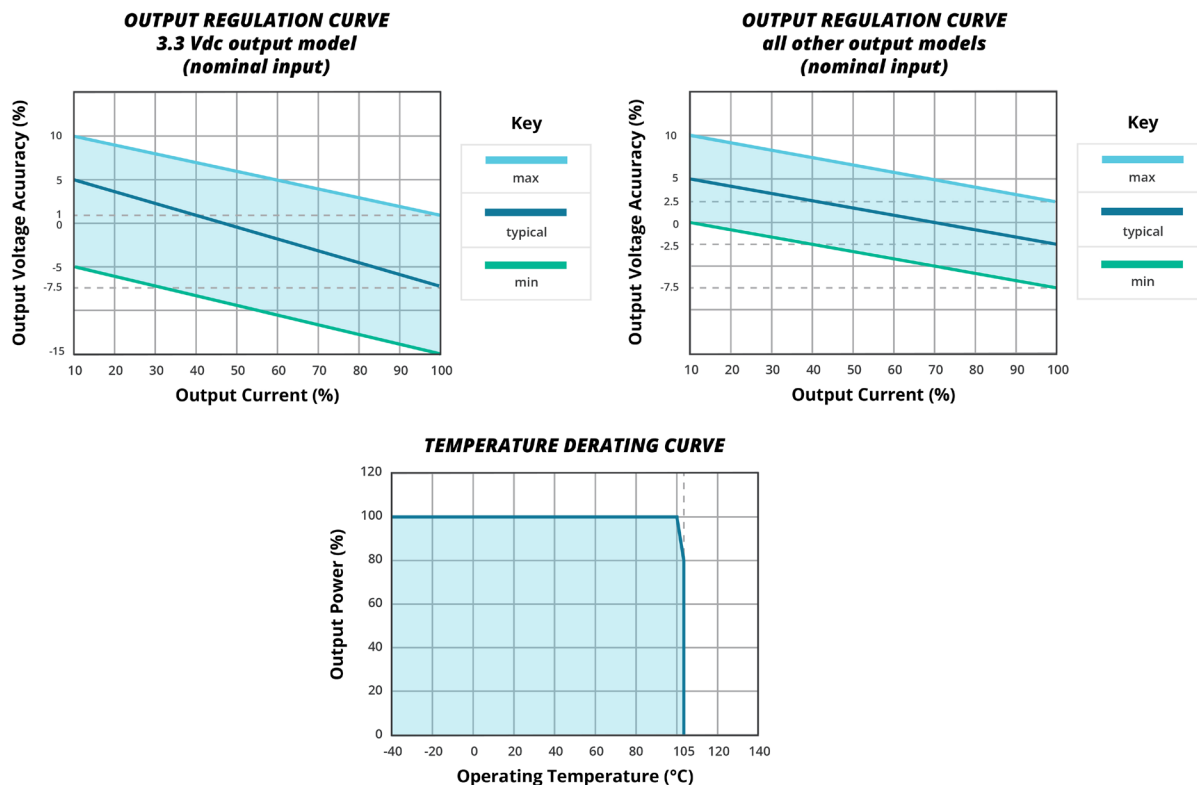 OUTPUT REGULATION CURVE
3.3 Vdc output model
(nominal input)
Output Voltage Acuuracy (%)
10
5
1
0
-5
-7.5
-15
10 20 30 40 50 60 70 80 90 100
Output Current (%)
Key
max
typical
min
OUTPUT REGULATION CURVE
all other output models
(nominal input)
Output Voltage Acuuracy (%)
10
5
2.5
0
-2.5
-7.5
10 20 30 40 50 60 70 80 90 100
Output Current (%)
Key
max
typical
min
TEMPERATURE DERATING CURVE
Output Power (%)
120
100
80
60
40
20
0
-40 -20 0 20 40 60 80 105 120 140
Operating Temperature (°C)